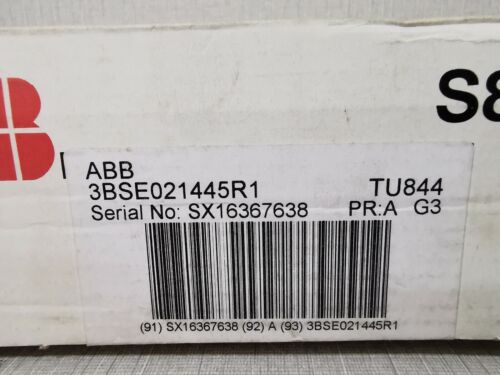 S8
ABB
3BSE021445R1 TU844
Serial No: SX16367638 PR:A G3
(91) SX16367638 (92) A (93) 3BSE021445R1